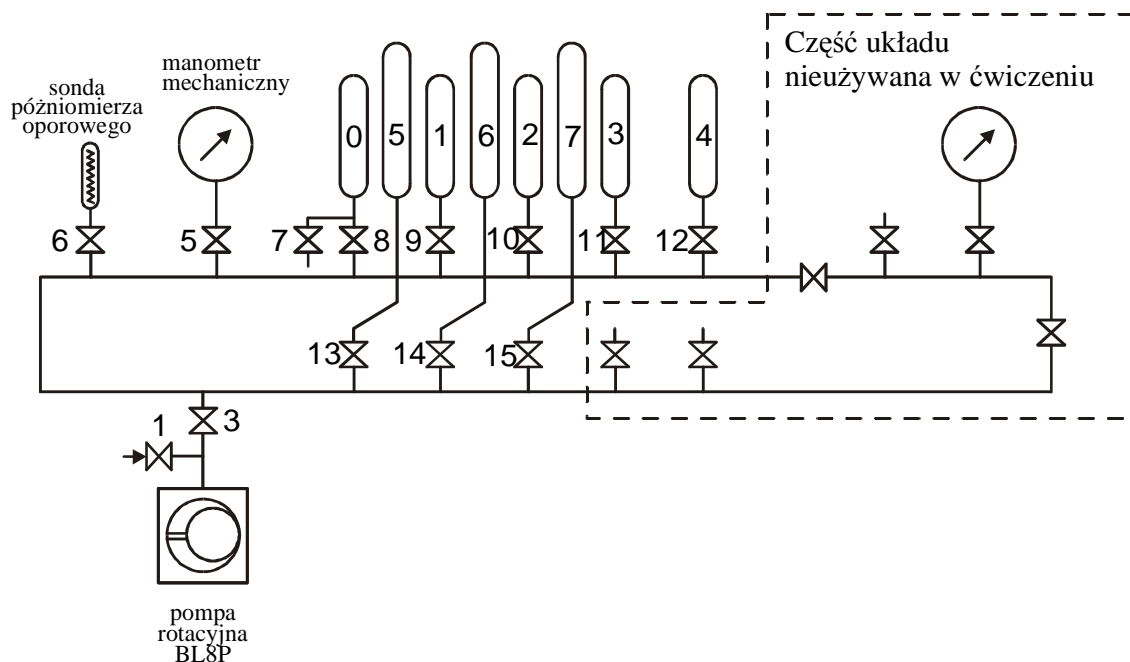 Część układu
nieużywana w ćwiczeniu
manometr
mechaniczny
sonda
późniomierza
oporowego
0
5
1
6
2
7
3
4
6
5
7
8
9
10
11
12
13
14
15
1
3
pompa
rotacyjna
BL8P